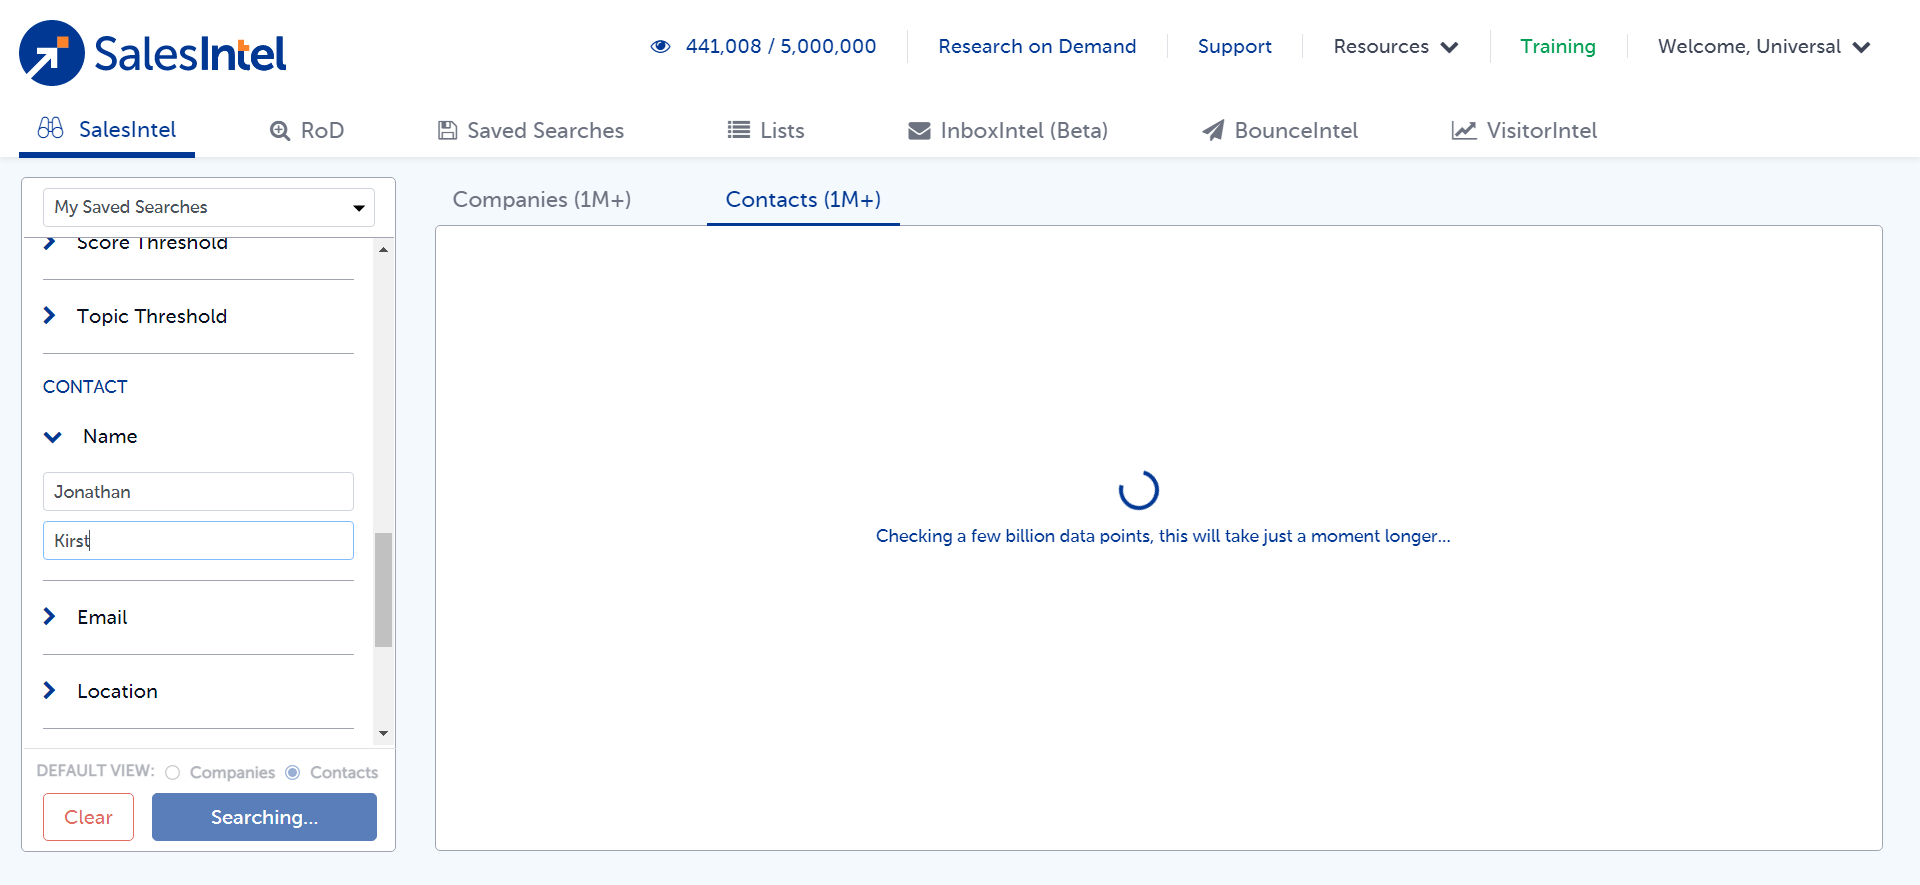 SalesIntel
441,008 / 5,000,000
Research on Demand
Support
Resources
Training
Welcome, Universal
SalesIntel
RoD
Saved Searches
Lists
InboxIntel (Beta)
BounceIntel
VisitorIntel
My Saved Searches
Score Threshold
Topic Threshold
CONTACT
Name
Jonathan
Kirst
Email
Location
DEFAULT VIEW: Companies Contacts
Clear
Searching...
Companies (1M+)
Contacts (1M+)
Checking a few billion data points, this will take just a moment longer...